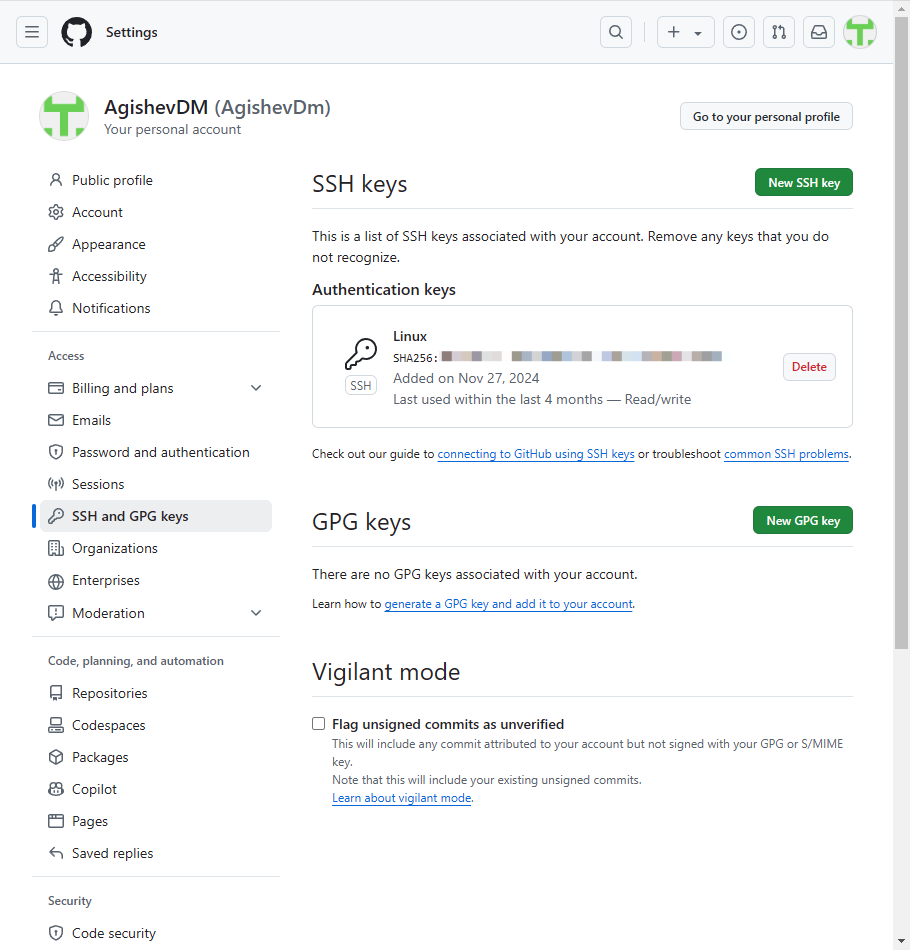 Settings
AgishevDM (AgishevDm)
Your personal account
Go to your personal profile
Public profile
Account
Appearance
Accessibility
Notifications
Access
Billing and plans
Emails
Password and authentication
Sessions
SSH and GPG keys
Organizations
Enterprises
Moderation
Code, planning, and automation
Repositories
Codespaces
Packages
Copilot
Pages
Saved replies
Security
Code security
SSH keys
New SSH key
This is a list of SSH keys associated with your account. Remove any keys that you do
not recognize.
Authentication keys
Linux
SHA256:
SSH
Added on Nov 27, 2024
Last used within the last 4 months — Read/write
Delete
Check out our guide to connecting to GitHub using SSH keys or troubleshoot common SSH problems.
GPG keys
New GPG key
There are no GPG keys associated with your account.
Learn how to generate a GPG key and add it to your account.
Vigilant mode
Flag unsigned commits as unverified
This will include any commit attributed to your account but not signed with your GPG or S/MIME
key.
Note that this will include your existing unsigned commits.
Learn about vigilant mode.